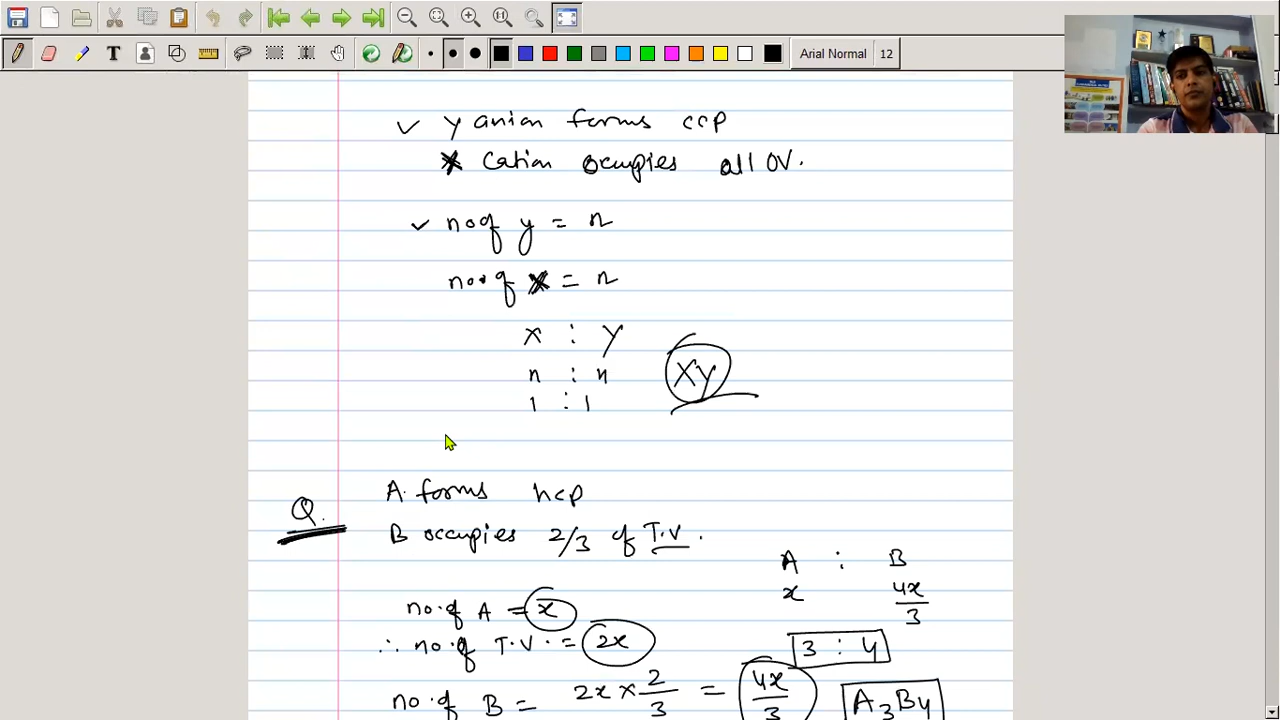 Arial Normal 12
✓ y anion forms ccp
X Cation occupies all OV.
✓ no of y = n
no. of X = n
X : Y
n : n
1 : 1
Xy
Q. A forms hcp
B occupies 2/3 of T.V.
A : B
x 4x/3
no. of A = x
∴ no. of T.V. = 2x
3 : 4
no. of B = 2x × 2/3 = 4x/3
A3B4